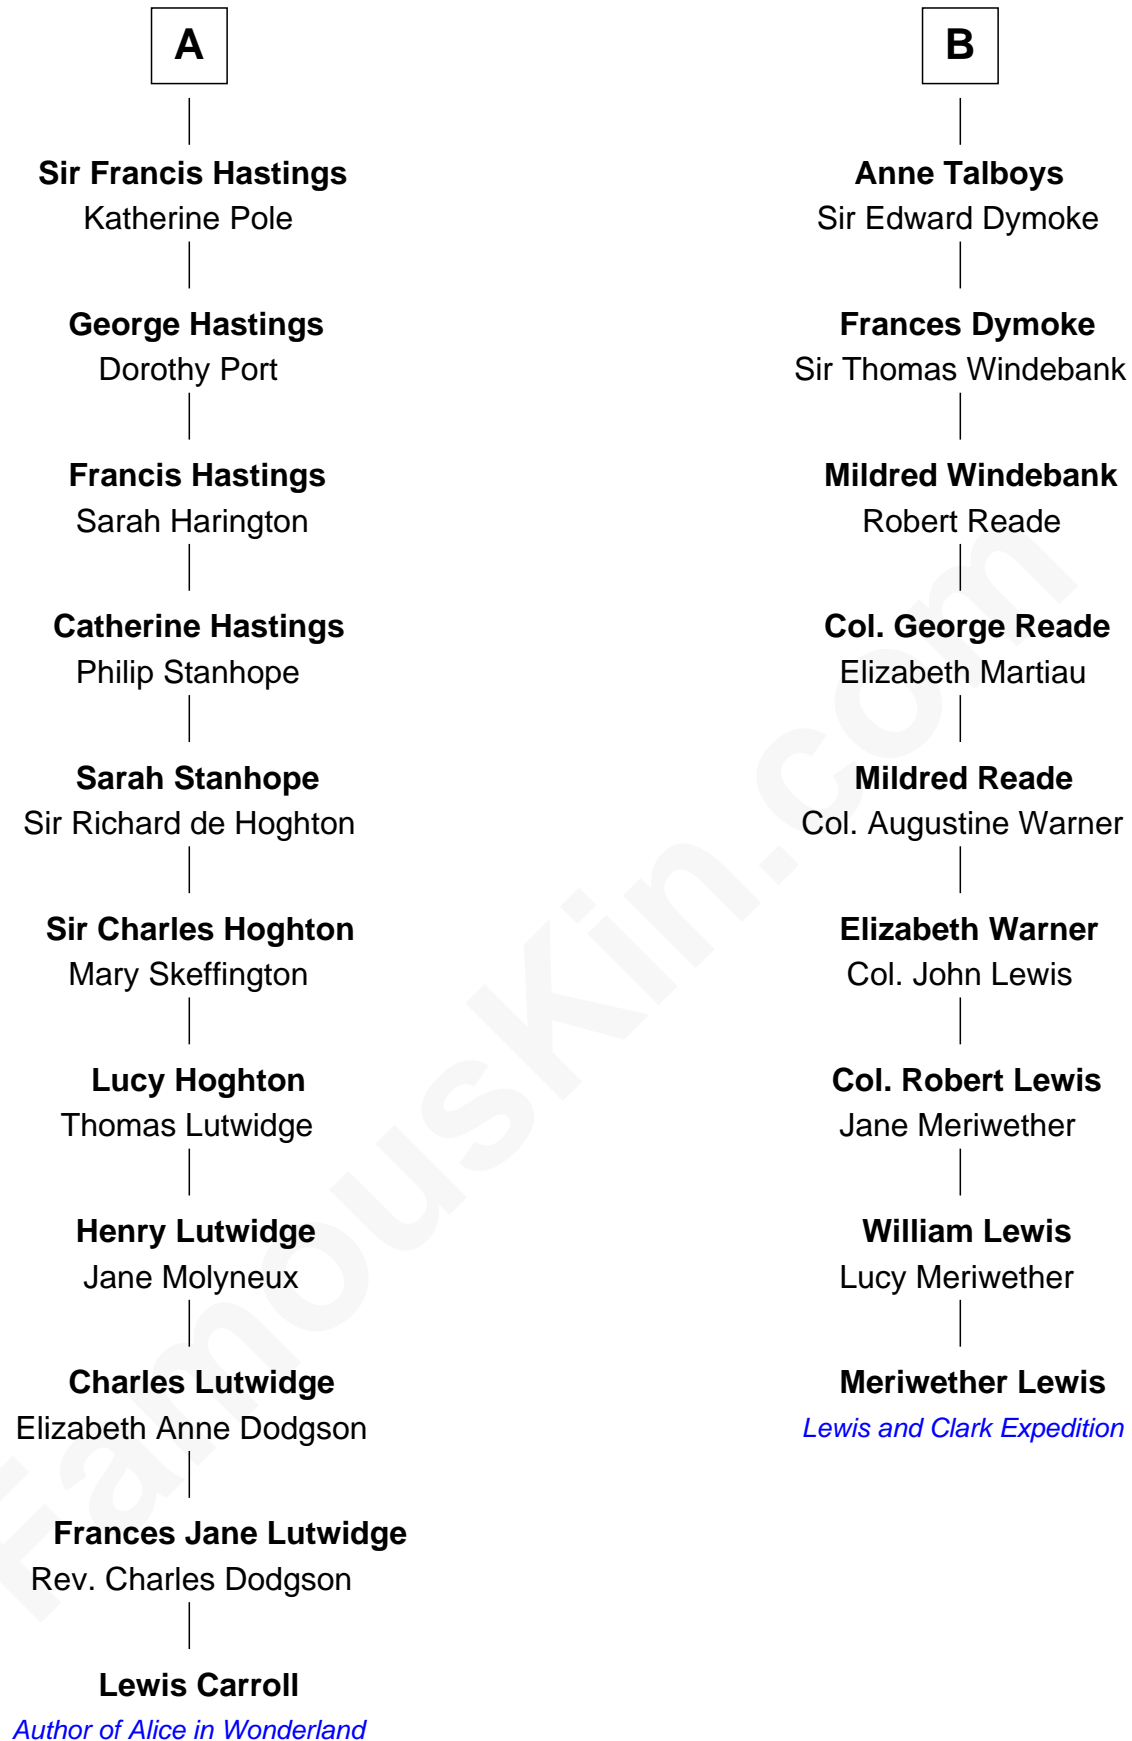 A
Sir Francis Hastings
Katherine Pole
George Hastings
Dorothy Port
Francis Hastings
Sarah Harington
Catherine Hastings
Philip Stanhope
Sarah Stanhope
Sir Richard de Hoghton
Sir Charles Hoghton
Mary Skeffington
Lucy Hoghton
Thomas Lutwidge
Henry Lutwidge
Jane Molyneux
Charles Lutwidge
Elizabeth Anne Dodgson
Frances Jane Lutwidge
Rev. Charles Dodgson
Lewis Carroll
Author of Alice in Wonderland
B
Anne Talboys
Sir Edward Dymoke
Frances Dymoke
Sir Thomas Windebank
Mildred Windebank
Robert Reade
Col. George Reade
Elizabeth Martiau
Mildred Reade
Col. Augustine Warner
Elizabeth Warner
Col. John Lewis
Col. Robert Lewis
Jane Meriwether
William Lewis
Lucy Meriwether
Meriwether Lewis
Lewis and Clark Expedition
FamousKin.com